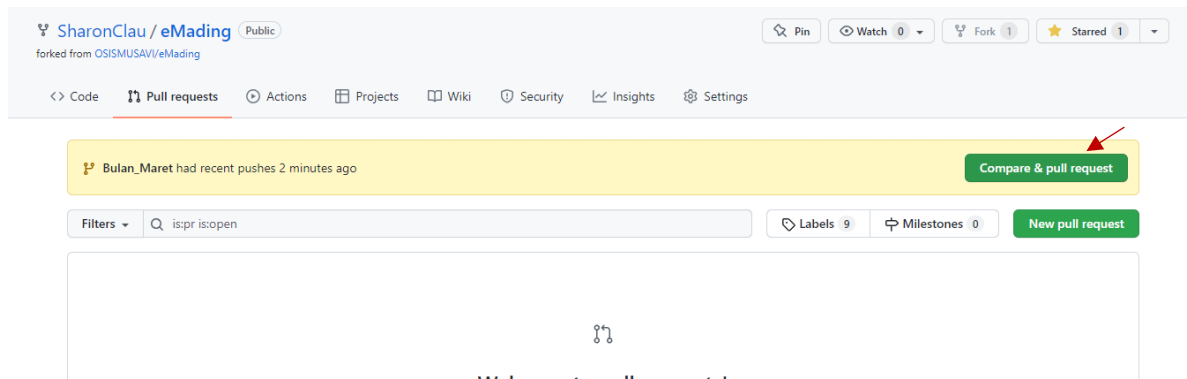 SharonClau / eMading Public
Pin Watch 0 Fork 1 Starred 1
forked from OSISMUSAVI/eMading
<> Code Pull requests Actions Projects Wiki Security Insights Settings
Bulan_Maret had recent pushes 2 minutes ago Compare & pull request
Filters is:pr is:open Labels 9 Milestones 0 New pull request